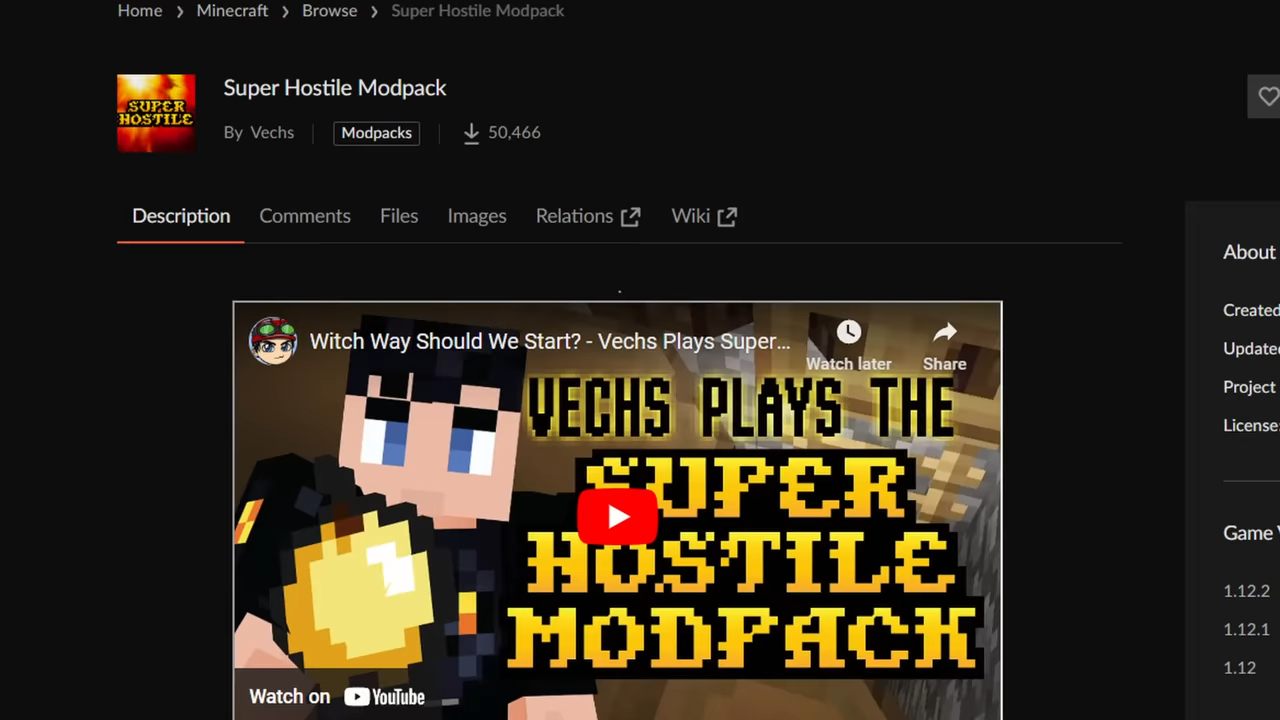 Home > Minecraft > Browse > Super Hostile Modpack
SUPER
HOSTILE
Super Hostile Modpack
By Vechs
Modpacks
50,466
Description
Comments
Files
Images
Relations
Wiki
About
Created
Updated
Project
License:
Game
1.12.2
1.12.1
1.12
.
Witch Way Should We Start? - Vechs Plays Super...
Watch later
Share
VECHS PLAYS THE
SUPER
HOSTILE
MODPACK
Watch on YouTube